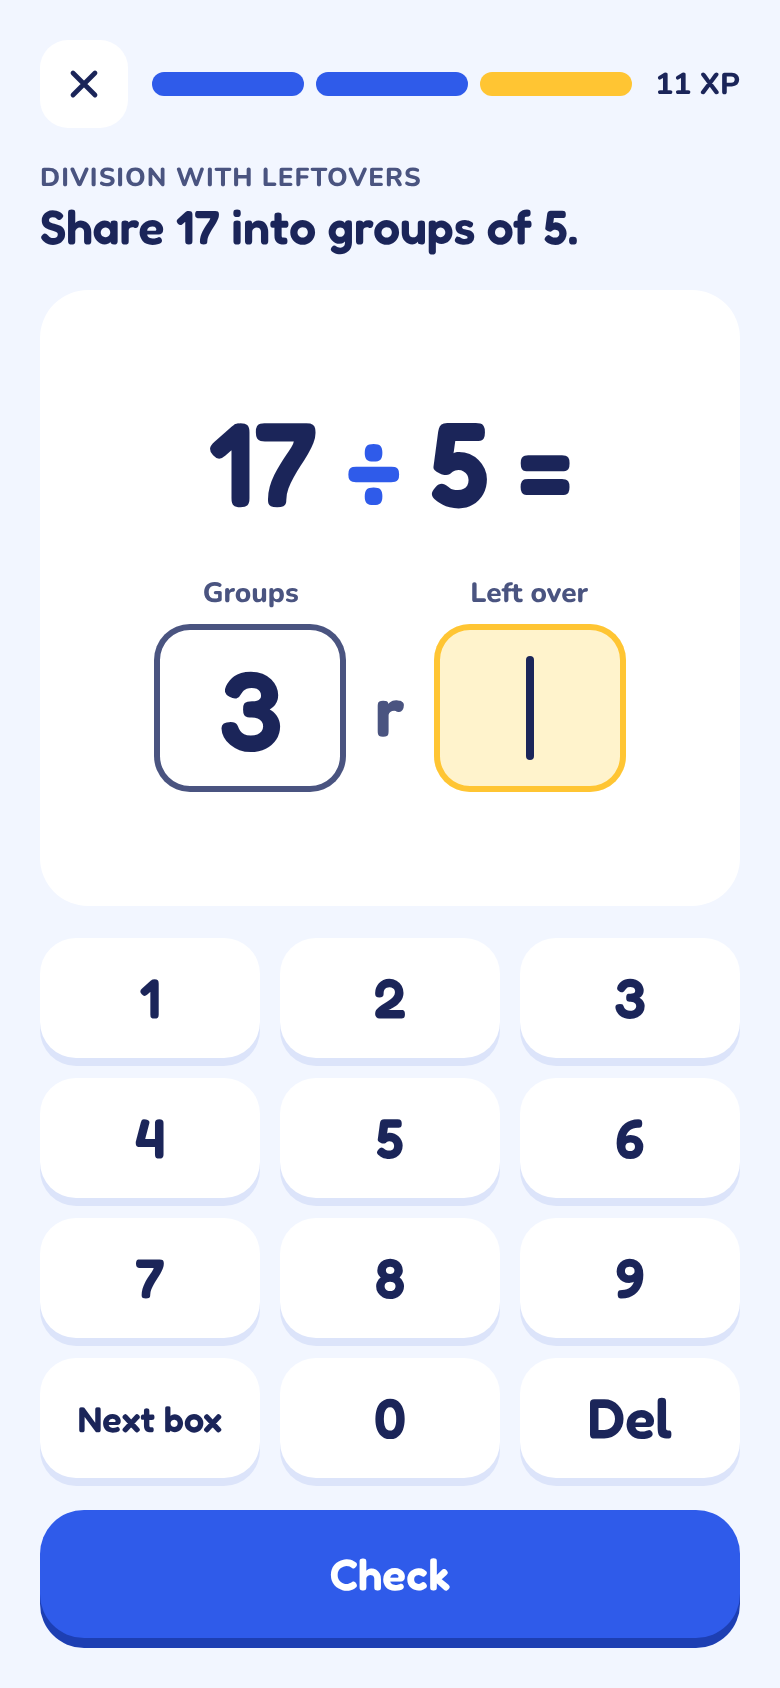 11 XP
DIVISION WITH LEFTOVERS
Share 17 into groups of 5.
17 ÷ 5 =
Groups Left over
3 r
1 2 3
4 5 6
7 8 9
Next box 0 Del
Check